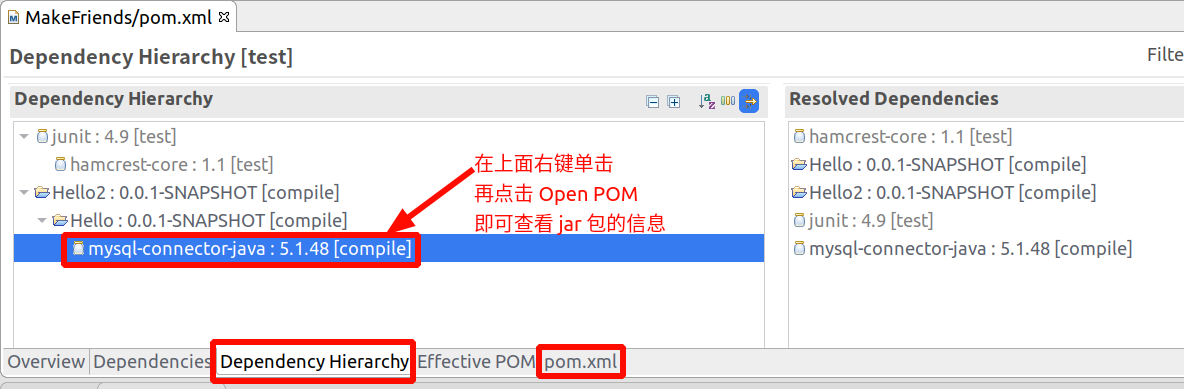 MakeFriends/pom.xml
Dependency Hierarchy [test]
Filte
Dependency Hierarchy
Resolved Dependencies
junit : 4.9 [test]
hamcrest-core : 1.1 [test]
Hello2 : 0.0.1-SNAPSHOT [compile]
Hello : 0.0.1-SNAPSHOT [compile]
mysql-connector-java : 5.1.48 [compile]
在上面右键单击
再点击 Open POM
即可查看 jar 包的信息
hamcrest-core : 1.1 [test]
Hello : 0.0.1-SNAPSHOT [compile]
Hello2 : 0.0.1-SNAPSHOT [compile]
junit : 4.9 [test]
mysql-connector-java : 5.1.48 [compile]
Overview Dependencies Dependency Hierarchy Effective POM pom.xml